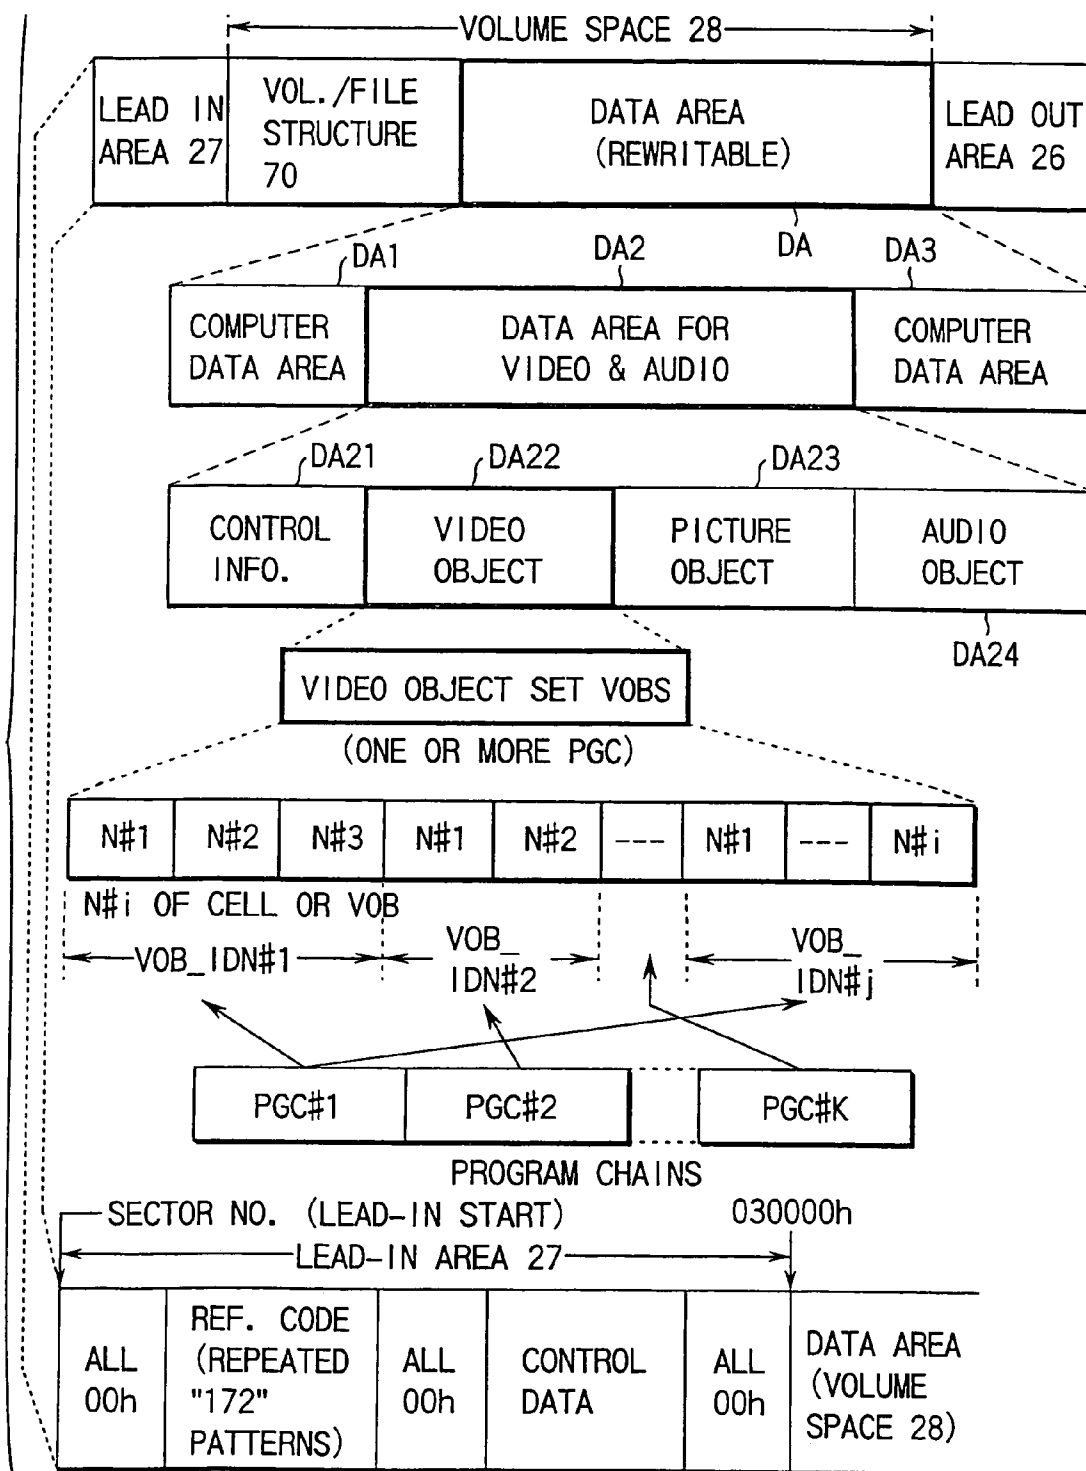 VOLUME SPACE 28
LEAD IN
AREA 27
VOL./FILE
STRUCTURE
70
DATA AREA
(REWRITABLE)
LEAD OUT
AREA 26
DA1
DA2
DA
DA3
COMPUTER
DATA AREA
DATA AREA FOR
VIDEO & AUDIO
COMPUTER
DATA AREA
DA21
DA22
DA23
CONTROL
INFO.
VIDEO
OBJECT
PICTURE
OBJECT
AUDIO
OBJECT
DA24
VIDEO OBJECT SET VOBS
(ONE OR MORE PGC)
N#1 N#2 N#3 N#1 N#2 --- N#1 --- N#i
N#i OF CELL OR VOB
VOB_IDN#1
VOB_
IDN#2
VOB_
IDN#j
PGC#1 PGC#2 PGC#K
PROGRAM CHAINS
SECTOR NO. (LEAD-IN START) 030000h
LEAD-IN AREA 27
ALL
00h
REF. CODE
(REPEATED
"172"
PATTERNS)
ALL
00h
CONTROL
DATA
ALL
00h
DATA AREA
(VOLUME
SPACE 28)